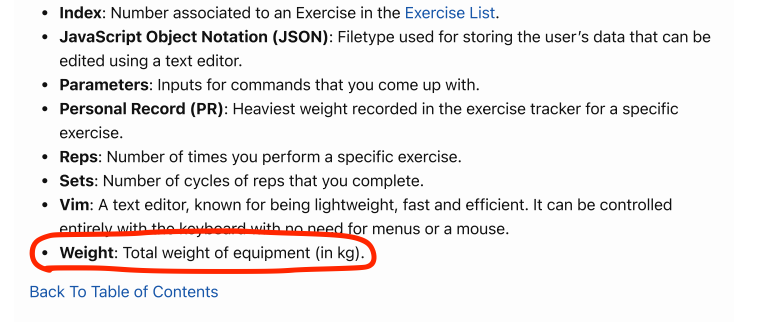 • Index: Number associated to an Exercise in the Exercise List.
• JavaScript Object Notation (JSON): Filetype used for storing the user's data that can be
edited using a text editor.
• Parameters: Inputs for commands that you come up with.
• Personal Record (PR): Heaviest weight recorded in the exercise tracker for a specific
exercise.
• Reps: Number of times you perform a specific exercise.
• Sets: Number of cycles of reps that you complete.
• Vim: A text editor, known for being lightweight, fast and efficient. It can be controlled
entirely with the keyboard with no need for menus or a mouse.
• Weight: Total weight of equipment (in kg).
Back To Table of Contents